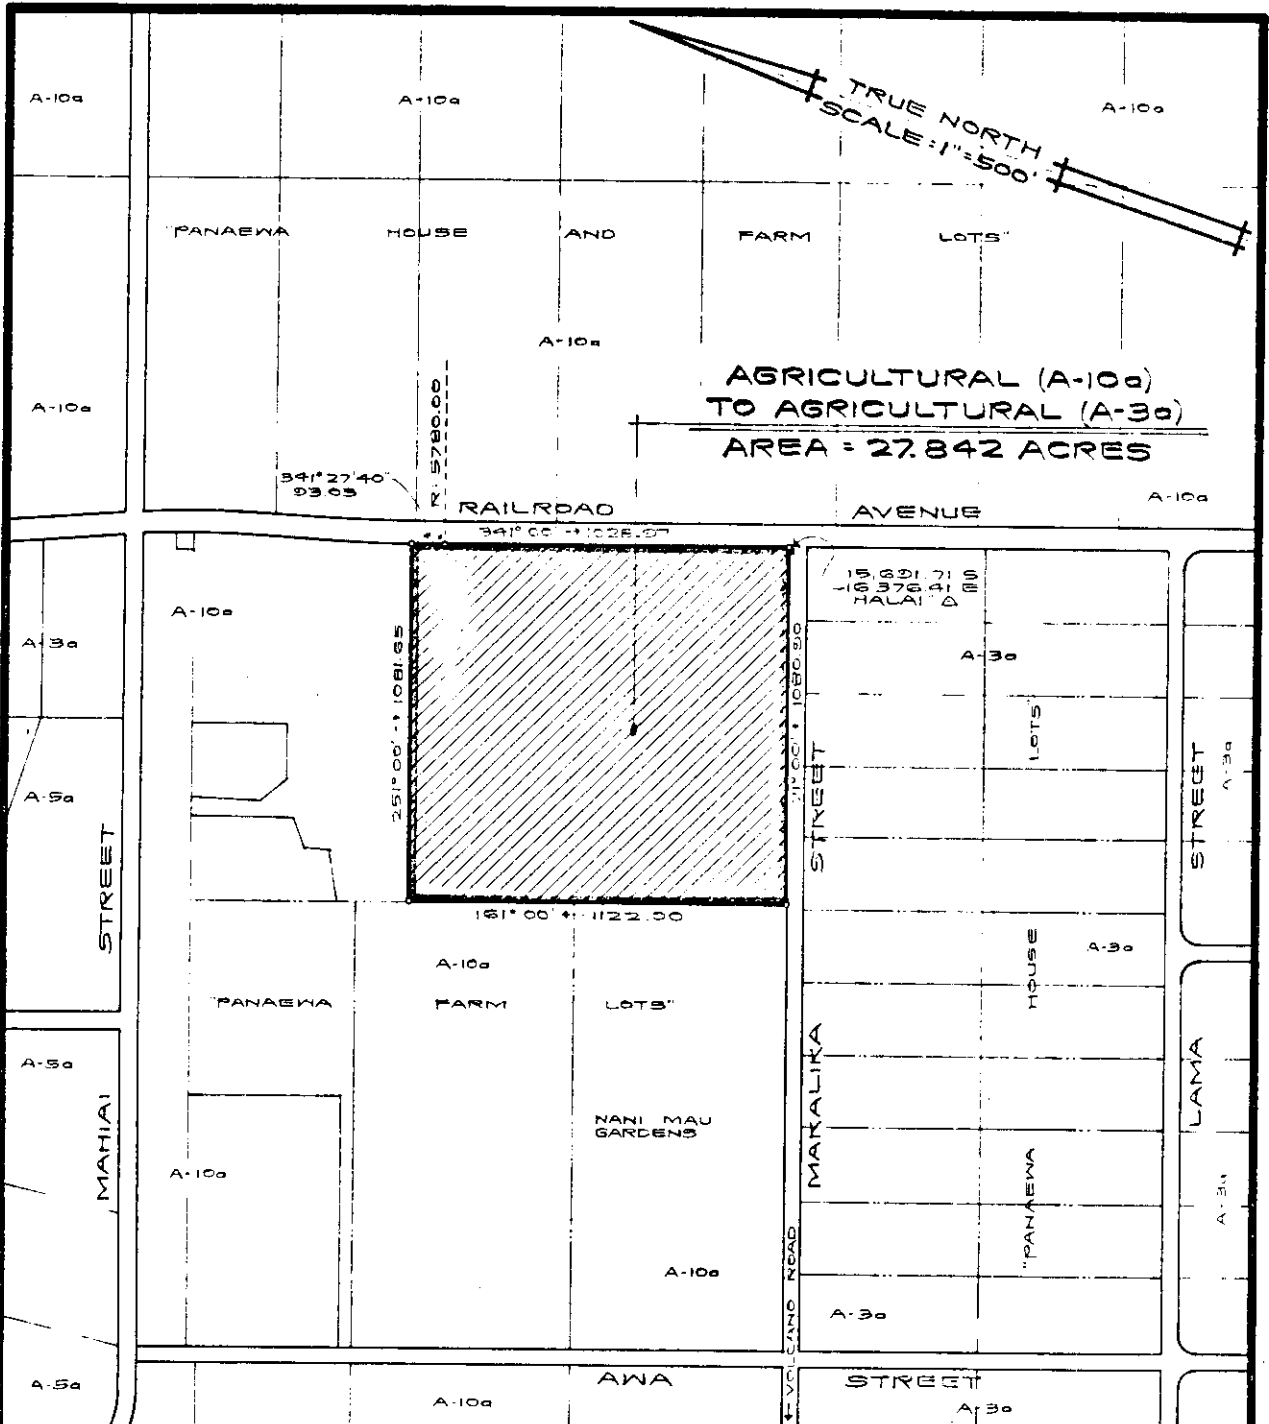 A-10a
A-10a
TRUE NORTH
SCALE: 1"=500'
A-10a
"PANAEWA HOUSE AND FARM LOTS"
A-10a
A-10a
AGRICULTURAL (A-10a)
TO AGRICULTURAL (A-3a)
AREA = 27.842 ACRES
R: 5780.00
341° 27' 40"
93.03
A-10a
RAILROAD AVENUE
341° 00'
15,691.71 S
16,376.41 E
HALAI △
A-10a
A-3a
251° 00' 1081.65
1080.90
A-3a
LOTS"
STREET
STREET
A-3a
A-5a
STREET
161° 00' 1122.00
A-10a
HOUSE
A-3a
"PANAEWA FARM LOTS"
A-5a
MAHIAI
MAKALIKA
LAMA
NANI MAU
GARDENS
A-10a
"PANAEWA
A-3a
A-10a
VOLCANO ROAD
A-3a
AWA STREET
A-5a
A-10a
A-3a